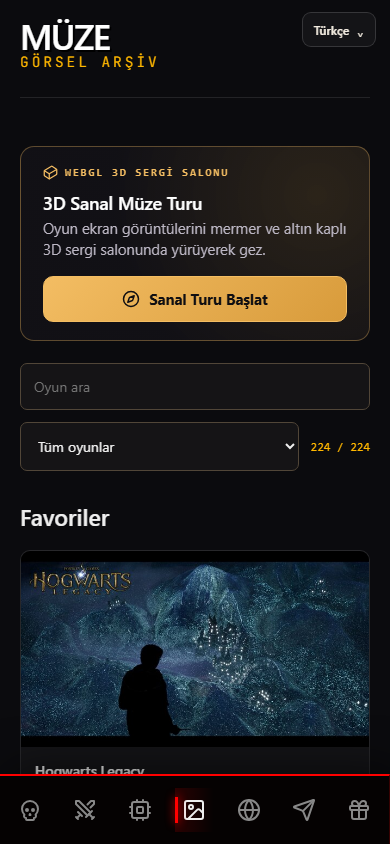 MÜZE
Türkçe
GÖRSEL ARŞİV
WEBGL 3D SERGİ SALONU
3D Sanal Müze Turu
Oyun ekran görüntülerini mermer ve altın kaplı
3D sergi salonunda yürüyerek gez.
Sanal Turu Başlat
Oyun ara
Tüm oyunlar
224 / 224
Favoriler
HOGWARTS
LEGACY
Hogwarts Legacy